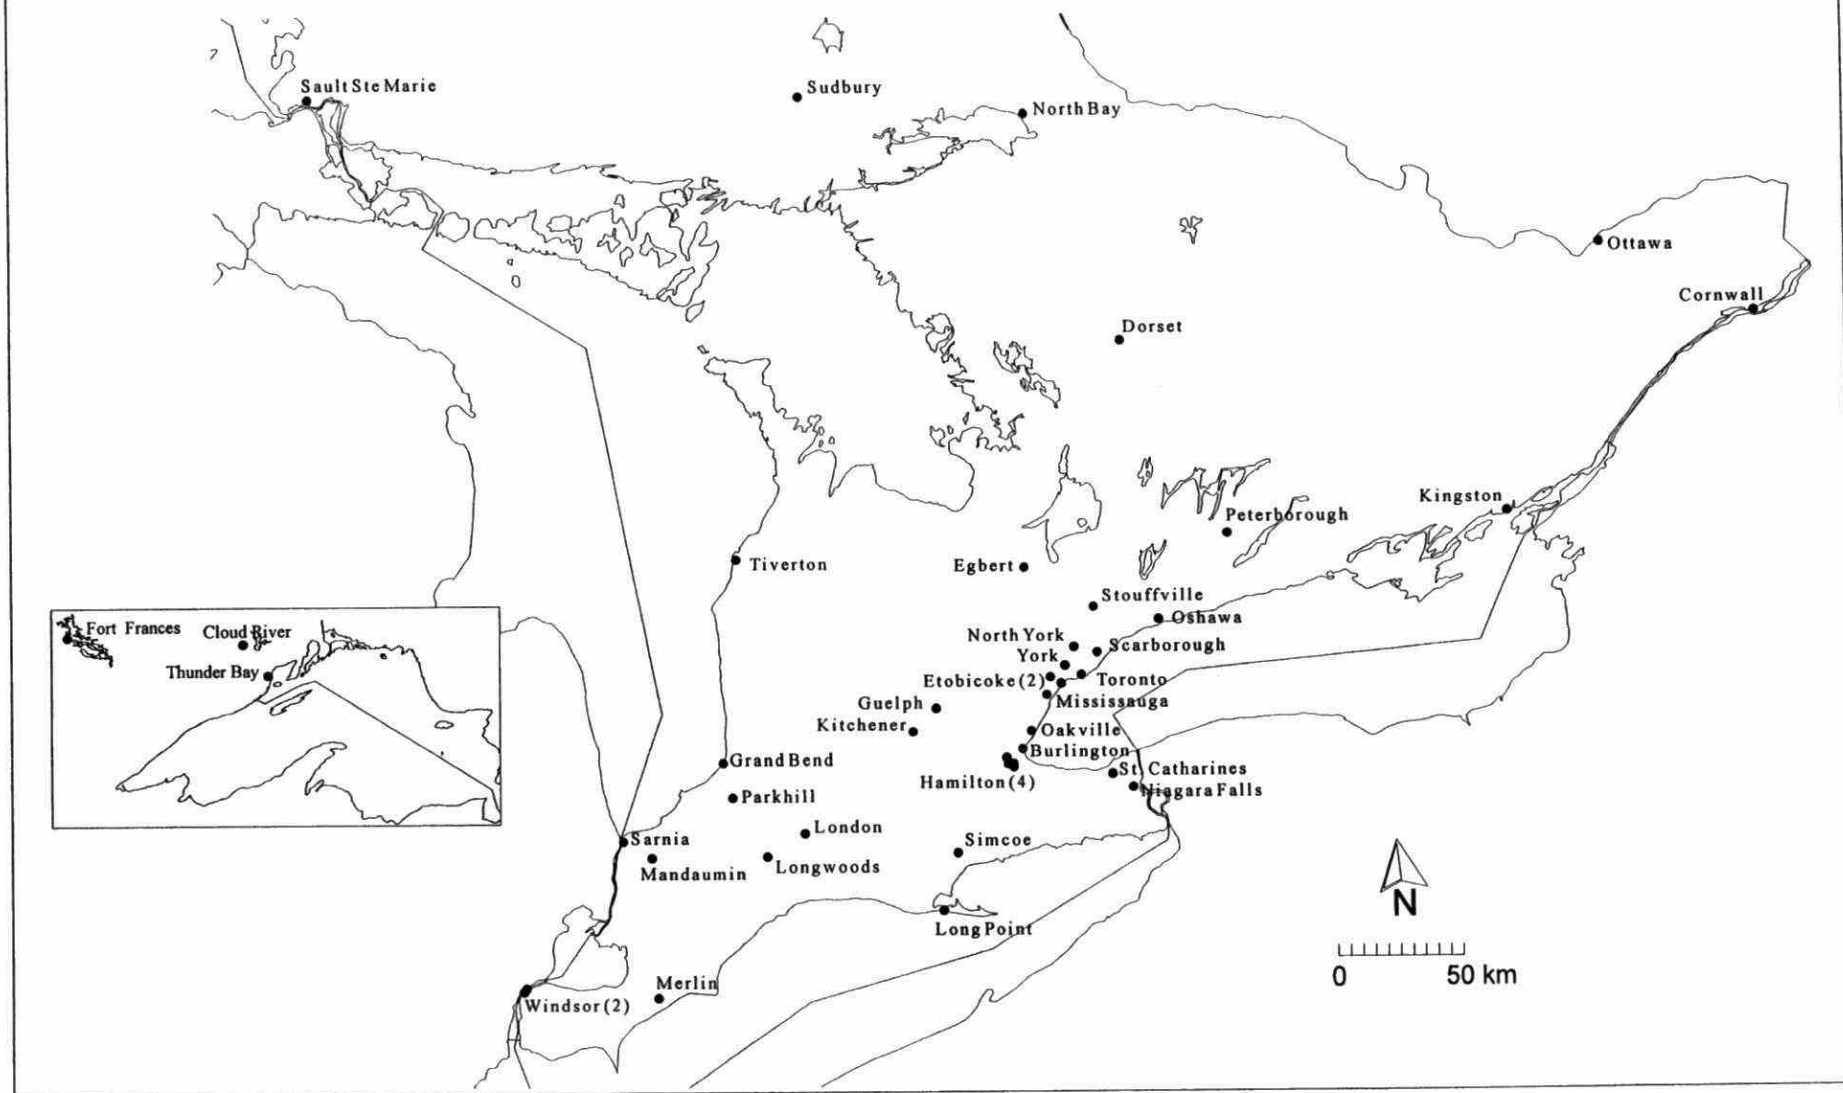 Sault Ste Marie
Sudbury
North Bay
Ottawa
Cornwall
Dorset
Kingston
Peterborough
Tiverton
Egbert
Stouffville
Oshawa
Fort Frances
Cloud River
Thunder Bay
North York
Scarborough
York
Etobicoke (2)
Toronto
Mississauga
Guelph
Kitchener
Oakville
Burlington
Grand Bend
Hamilton (4)
St. Catharines
Niagara Falls
Parkhill
London
Sarnia
Simcoe
Mandaumin
Longwoods
N
Long Point
0 50 km
Merlin
Windsor (2)